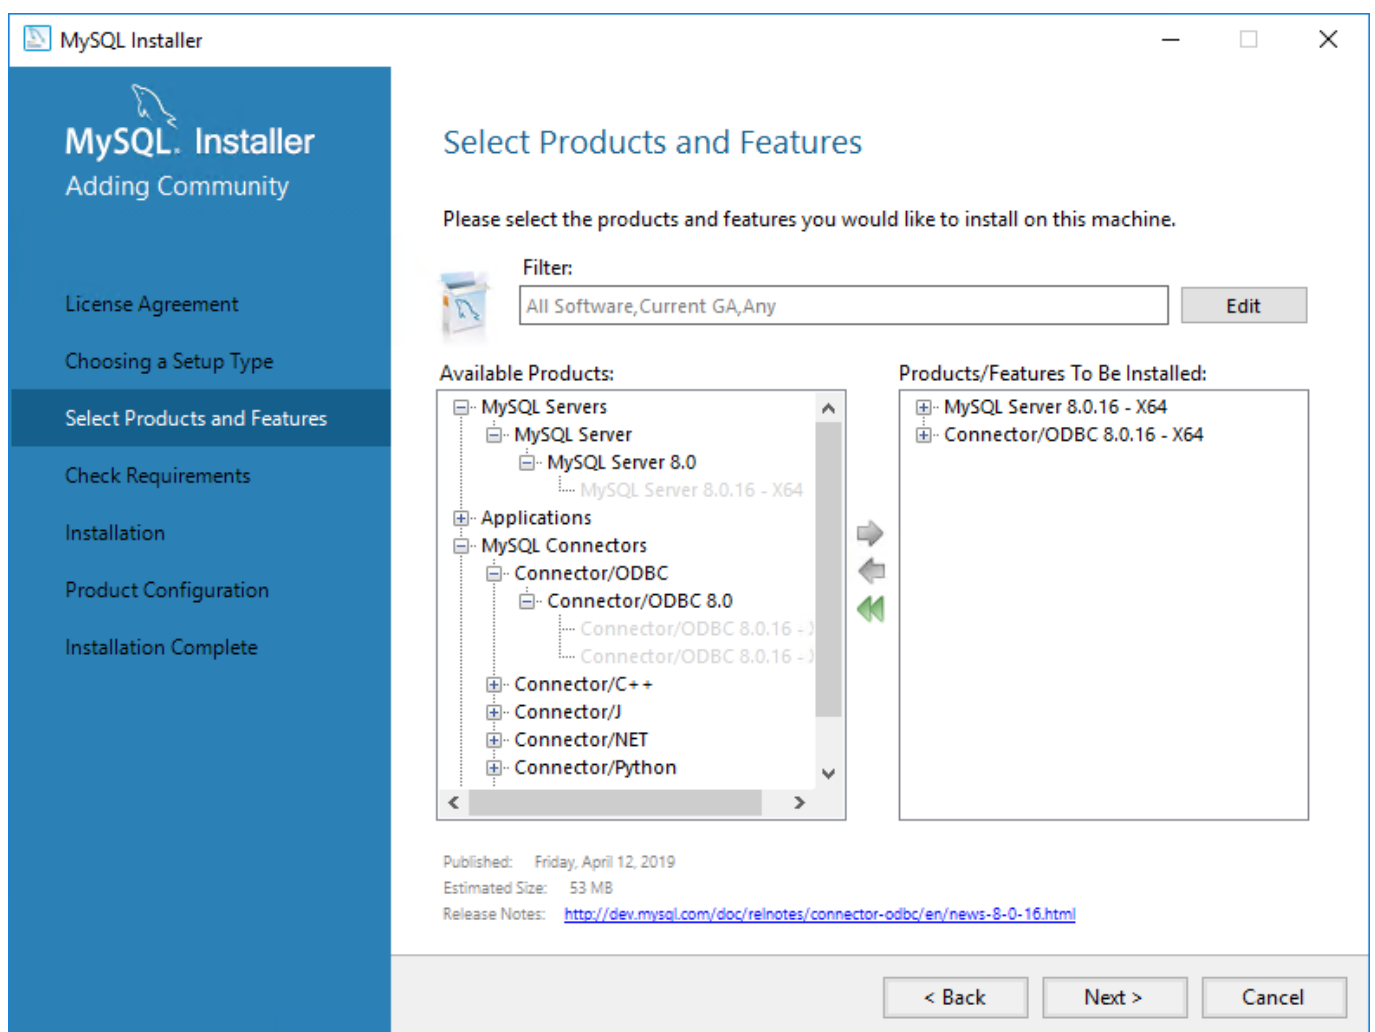 MySQL Installer
MySQL. Installer
Adding Community
License Agreement
Choosing a Setup Type
Select Products and Features
Check Requirements
Installation
Product Configuration
Installation Complete
Select Products and Features
Please select the products and features you would like to install on this machine.
Filter:
All Software,Current GA,Any
Edit
Available Products:
MySQL Servers
MySQL Server
MySQL Server 8.0
MySQL Server 8.0.16 - X64
Applications
MySQL Connectors
Connector/ODBC
Connector/ODBC 8.0
Connector/ODBC 8.0.16 -
Connector/ODBC 8.0.16 -
Connector/C++
Connector/J
Connector/NET
Connector/Python
Products/Features To Be Installed:
MySQL Server 8.0.16 - X64
Connector/ODBC 8.0.16 - X64
Published: Friday, April 12, 2019
Estimated Size: 53 MB
Release Notes: http://dev.mysql.com/doc/relnotes/connector-odbc/en/news-8-0-16.html
< Back
Next >
Cancel